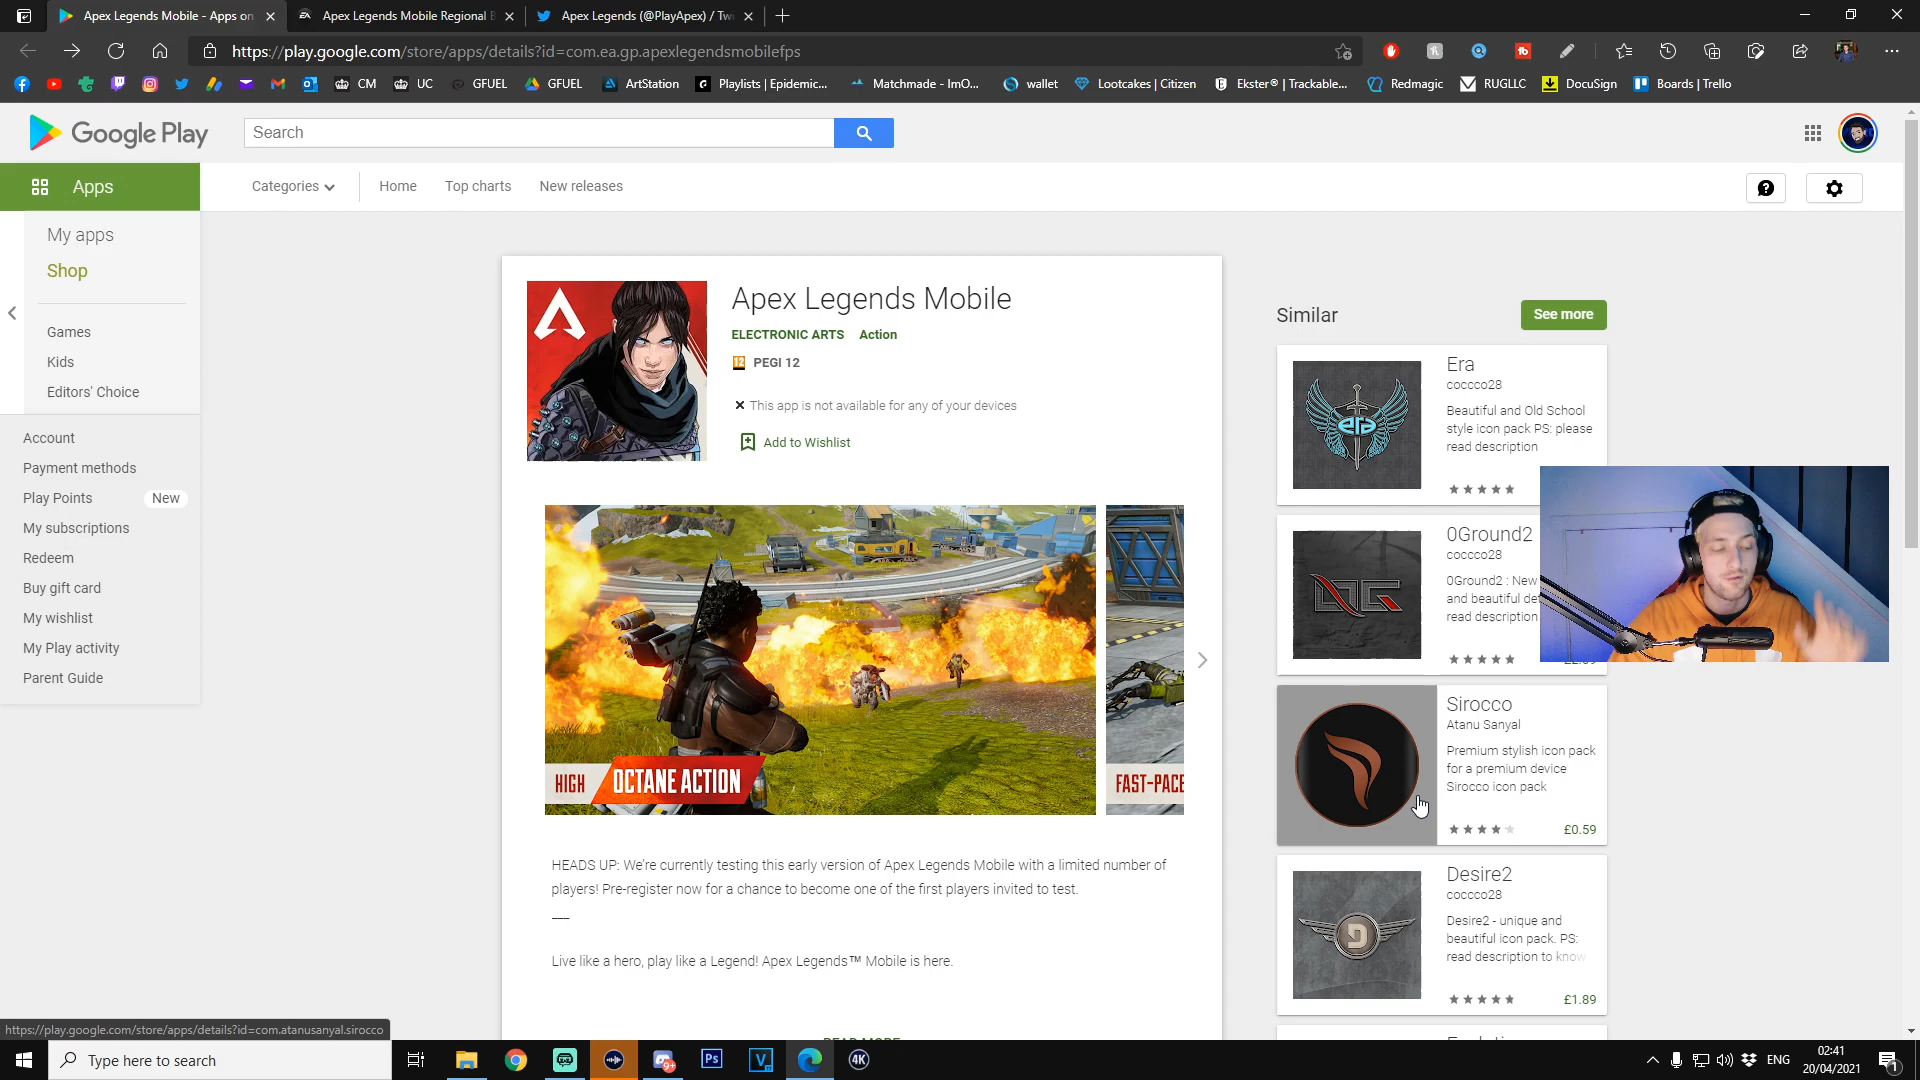 Apex Legends Mobile - Apps on
Apex Legends Mobile Regional B
Apex Legends (@PlayApex) / Twi
https://play.google.com/store/apps/details?id=com.ea.gp.apexlegendsmobilefps
CM
UC
GFUEL
GFUEL
ArtStation
Playlists | Epidemic...
Matchmade - ImO...
wallet
Lootcakes | Citizen
Ekster® | Trackable...
Redmagic
RUGLLC
DocuSign
Boards | Trello
Google Play
Search
Apps
Categories
Home
Top charts
New releases
My apps
Shop
Games
Kids
Editors' Choice
Account
Payment methods
Play Points
New
My subscriptions
Redeem
Buy gift card
My wishlist
My Play activity
Parent Guide
Apex Legends Mobile
ELECTRONIC ARTS Action
12 PEGI 12
This app is not available for any of your devices
Add to Wishlist
HIGH OCTANE ACTION
FAST-PACE
HEADS UP: We're currently testing this early version of Apex Legends Mobile with a limited number of
players! Pre-register now for a chance to become one of the first players invited to test.
Live like a hero, play like a Legend! Apex Legends™ Mobile is here.
Similar
See more
Era
coccco28
Beautiful and Old School
style icon pack PS: please
read description
0Ground2
coccco28
0Ground2 : New
and beautiful
read description
Sirocco
Atanu Sanyal
Premium stylish icon pack
for a premium device
Sirocco icon pack
£0.59
Desire2
coccco28
Desire2 - unique and
beautiful icon pack. PS:
read description to know
£1.89
https://play.google.com/store/apps/details?id=com.atanusanyal.sirocco
Type here to search
Ps
V
4K
ENG
02:41
20/04/2021
1